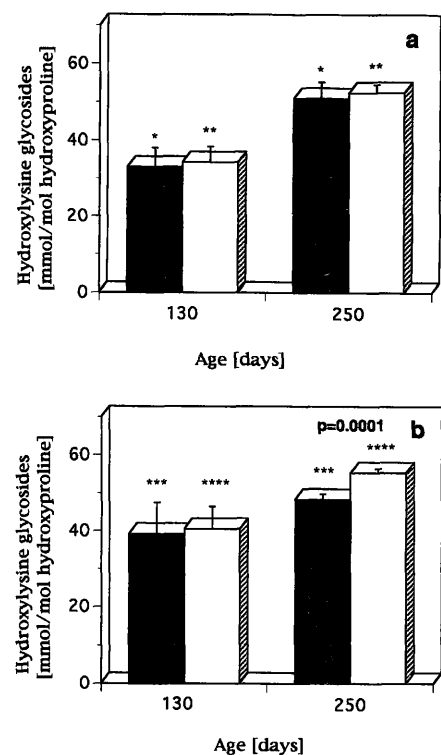 a
Hydroxylysine glycosides
[mmol/mol hydroxyproline]
60
40
20
0
* ** * **
130 250
Age [days]
p=0.0001 b
Hydroxylysine glycosides
[mmol/mol hydroxyproline]
60
40
20
0
*** **** *** ****
130 250
Age [days]